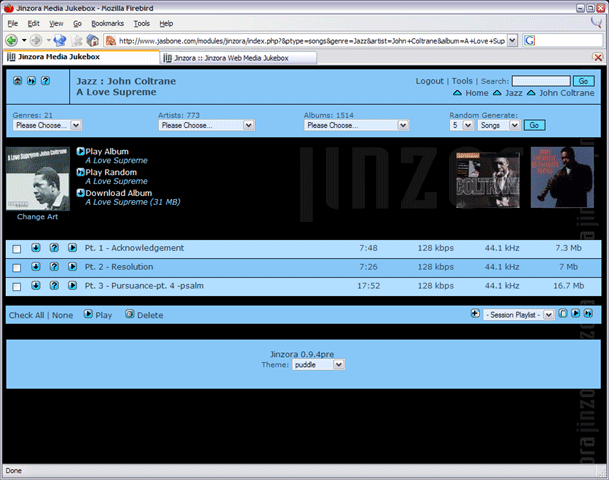 Jinzora Media Jukebox - Mozilla Firebird
File Edit View Go Bookmarks Tools Help
http://www.jasbone.com/modules/jinzora/index.php?&ptype=songs&genre=Jazz&artist=John+Coltrane&album=A+Love+Sup
Jinzora Media Jukebox
Jinzora :: Jinzora Web Media Jukebox
Jazz : John Coltrane
A Love Supreme
Logout | Tools | Search: Go
Home Jazz John Coltrane
Genres: 21 Artists: 773 Albums: 1514 Random Generate:
Please Choose... Please Choose... Please Choose... 5 Songs Go
Play Album
A Love Supreme
Play Random
A Love Supreme
Download Album
A Love Supreme (31 MB)
Change Art
Pt. 1 - Acknowledgement 7:48 128 kbps 44.1 kHz 7.3 Mb
Pt. 2 - Resolution 7:26 128 kbps 44.1 kHz 7 Mb
Pt. 3 - Pursuance-pt. 4 -psalm 17:52 128 kbps 44.1 kHz 16.7 Mb
Check All | None Play Delete - Session Playlist -
Jinzora 0.9.4pre
Theme: puddle
jinzora
Done